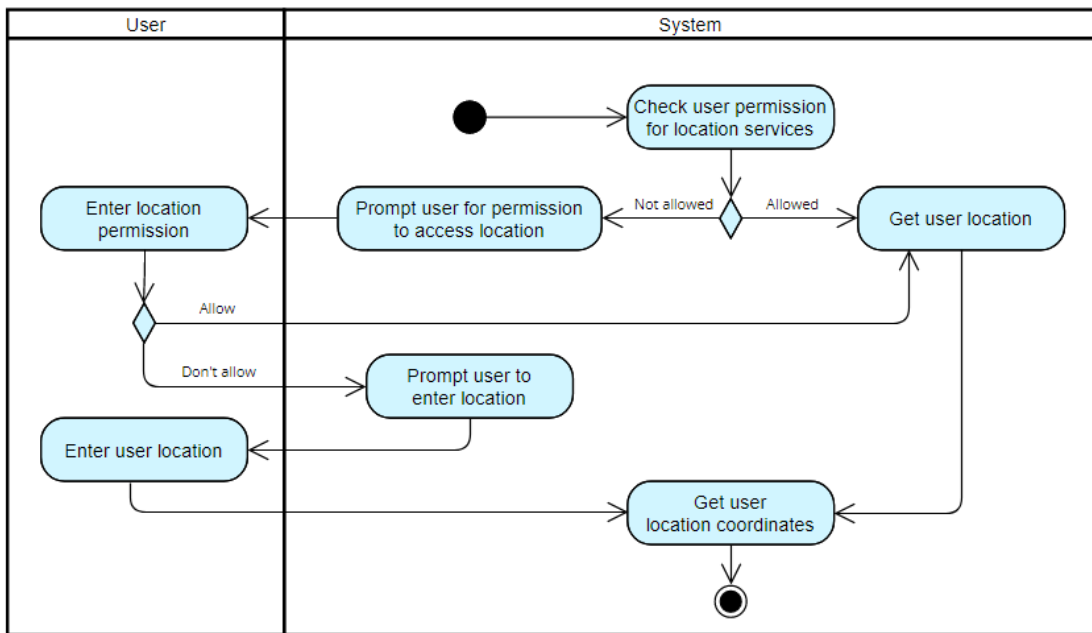 User
System
Check user permission
for location services
Enter location
permission
Prompt user for permission
to access location
Not allowed
Allowed
Get user location
Allow
Don't allow
Prompt user to
enter location
Enter user location
Get user
location coordinates